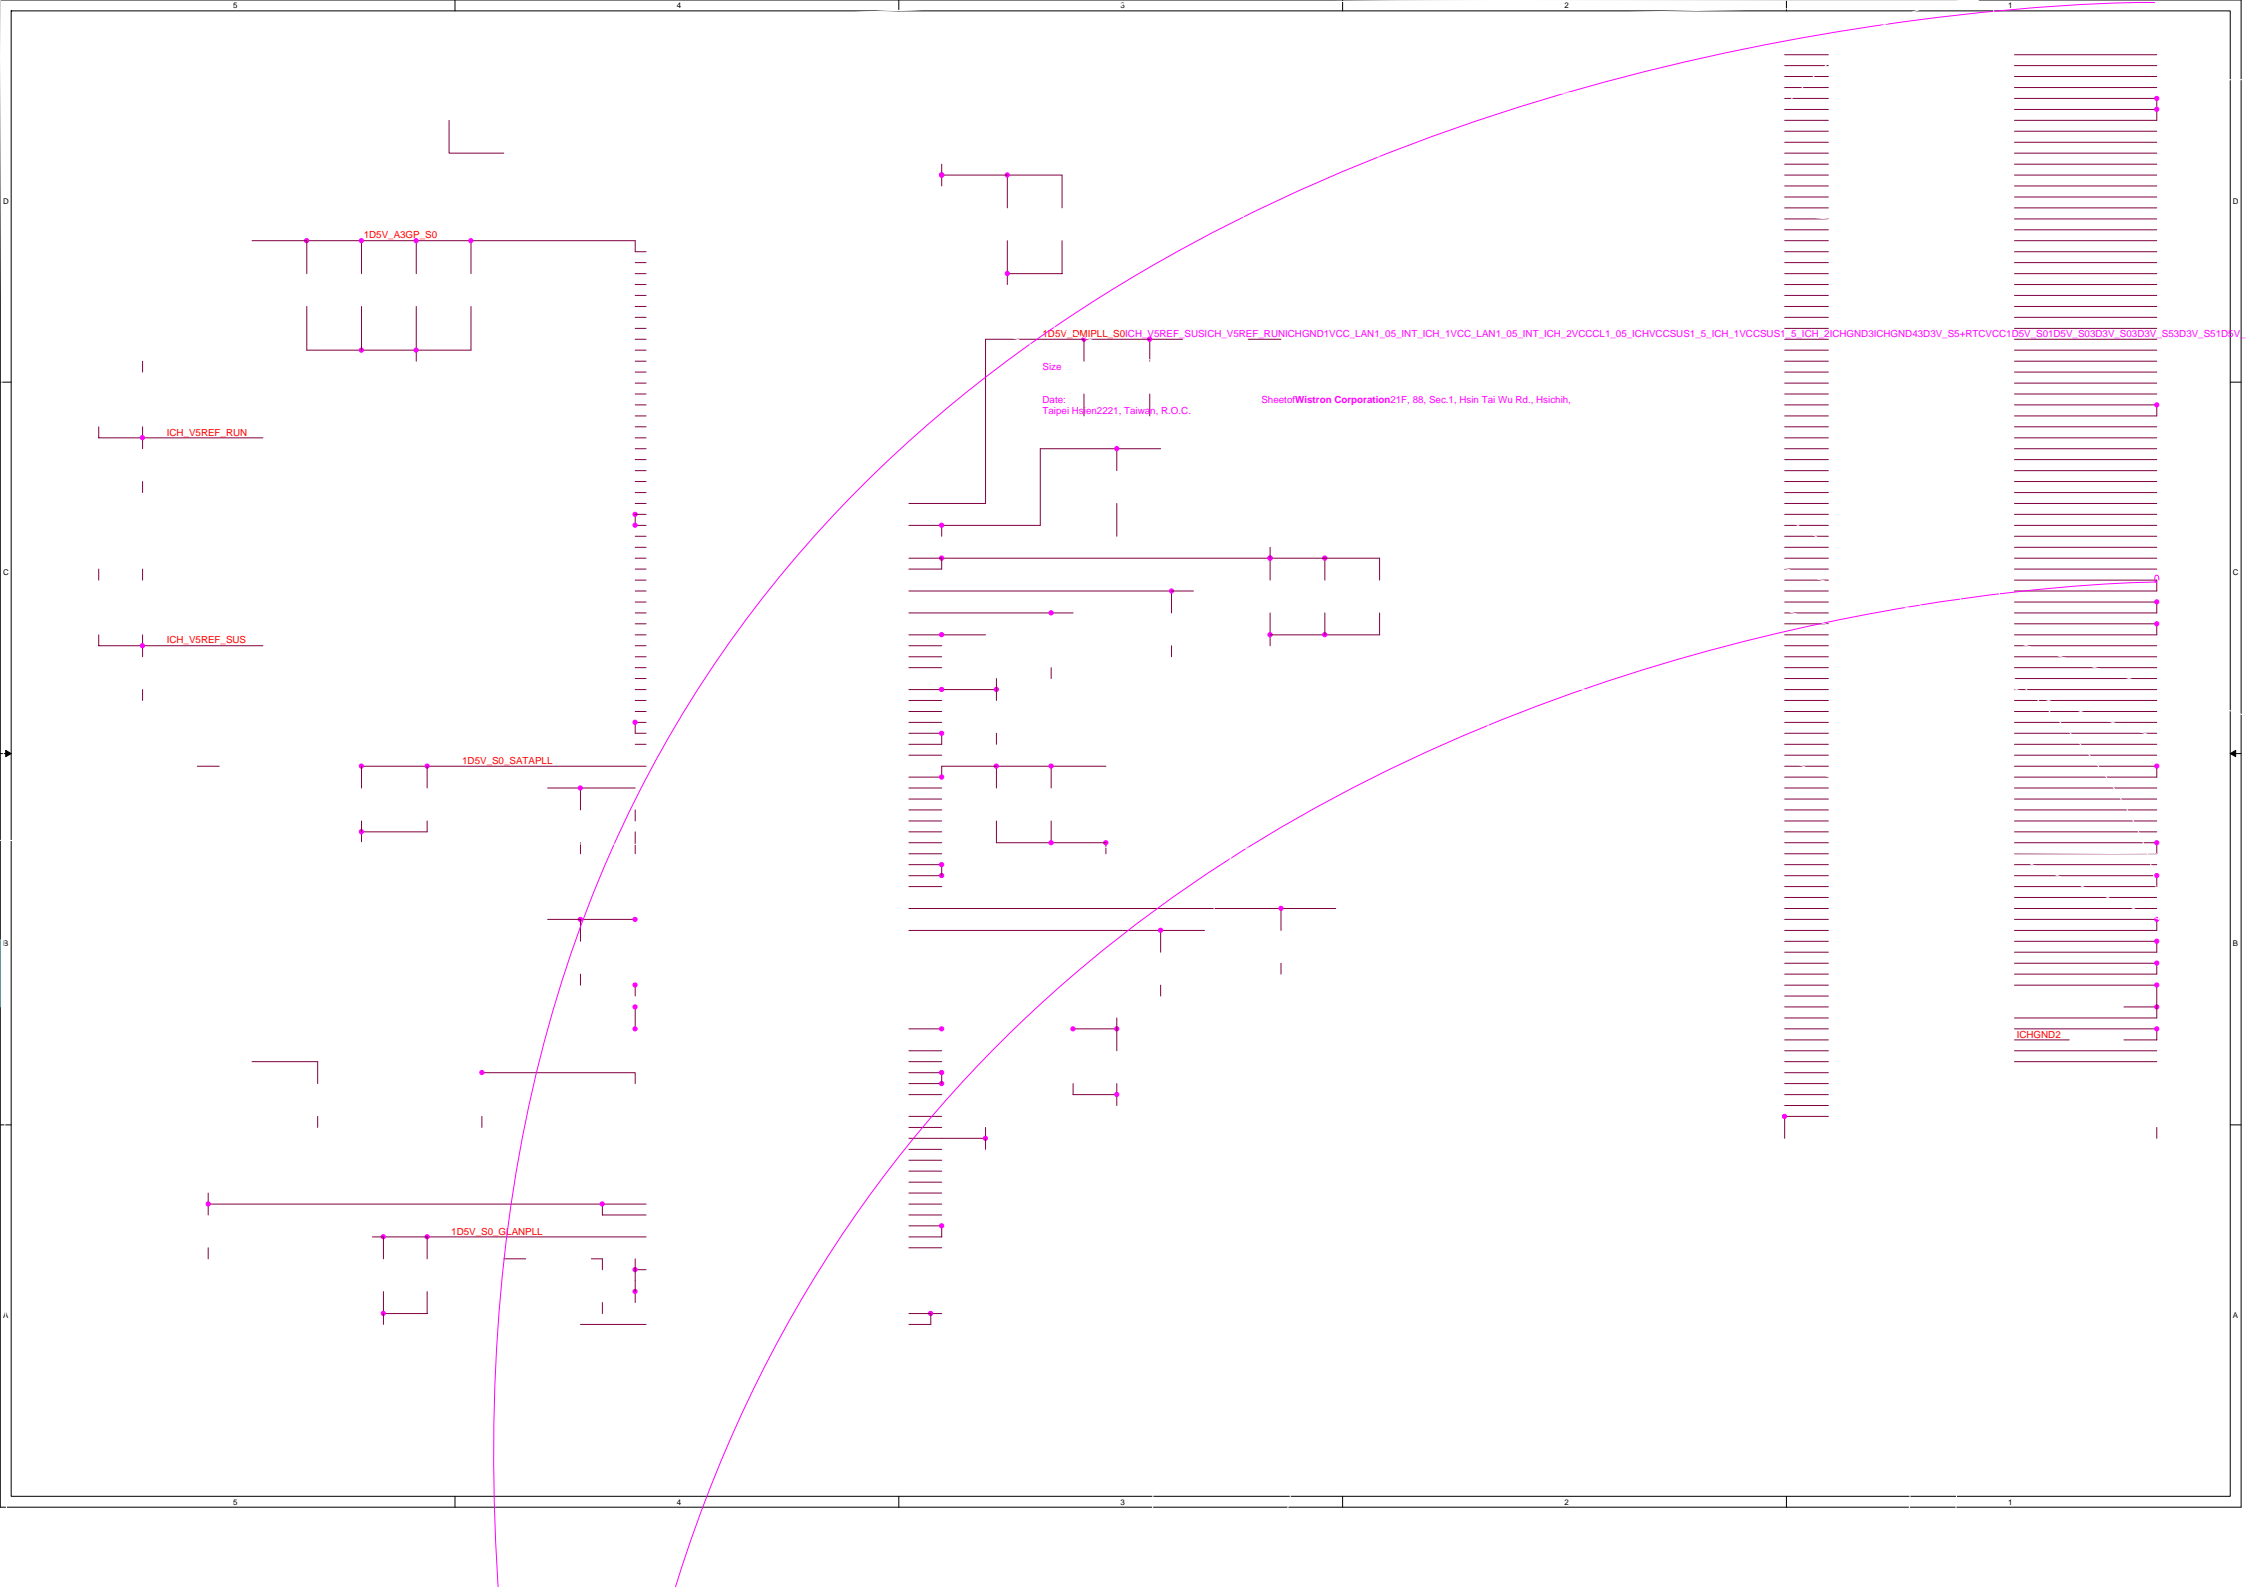 5 4 3 2 1
D D
1D5V_A3GP_S0
1D5V_DMIPLL_S0ICH_V5REF_SUSICH_V5REF_RUNICHGND1VCC_LAN1_05_INT_ICH_1VCC_LAN1_05_INT_ICH_2VCCCL1_05_ICHVCCSUS1_5_ICH_1VCCSUS1_5_ICH_2ICHGND3ICHGND43D3V_S5+RTCVCC1D5V_S01D5V_S03D3V_S03D3V_S53D3V_S51D5V_
Size
Date: SheetofWistron Corporation21F, 88, Sec.1, Hsin Tai Wu Rd., Hsichih,
Taipei Hsien2221, Taiwan, R.O.C.
ICH_V5REF_RUN
C C
ICH_V5REF_SUS
1D5V_S0_SATAPLL
B B
ICHGND2
1D5V_S0_GLANPLL
A A
5 4 3 2 1